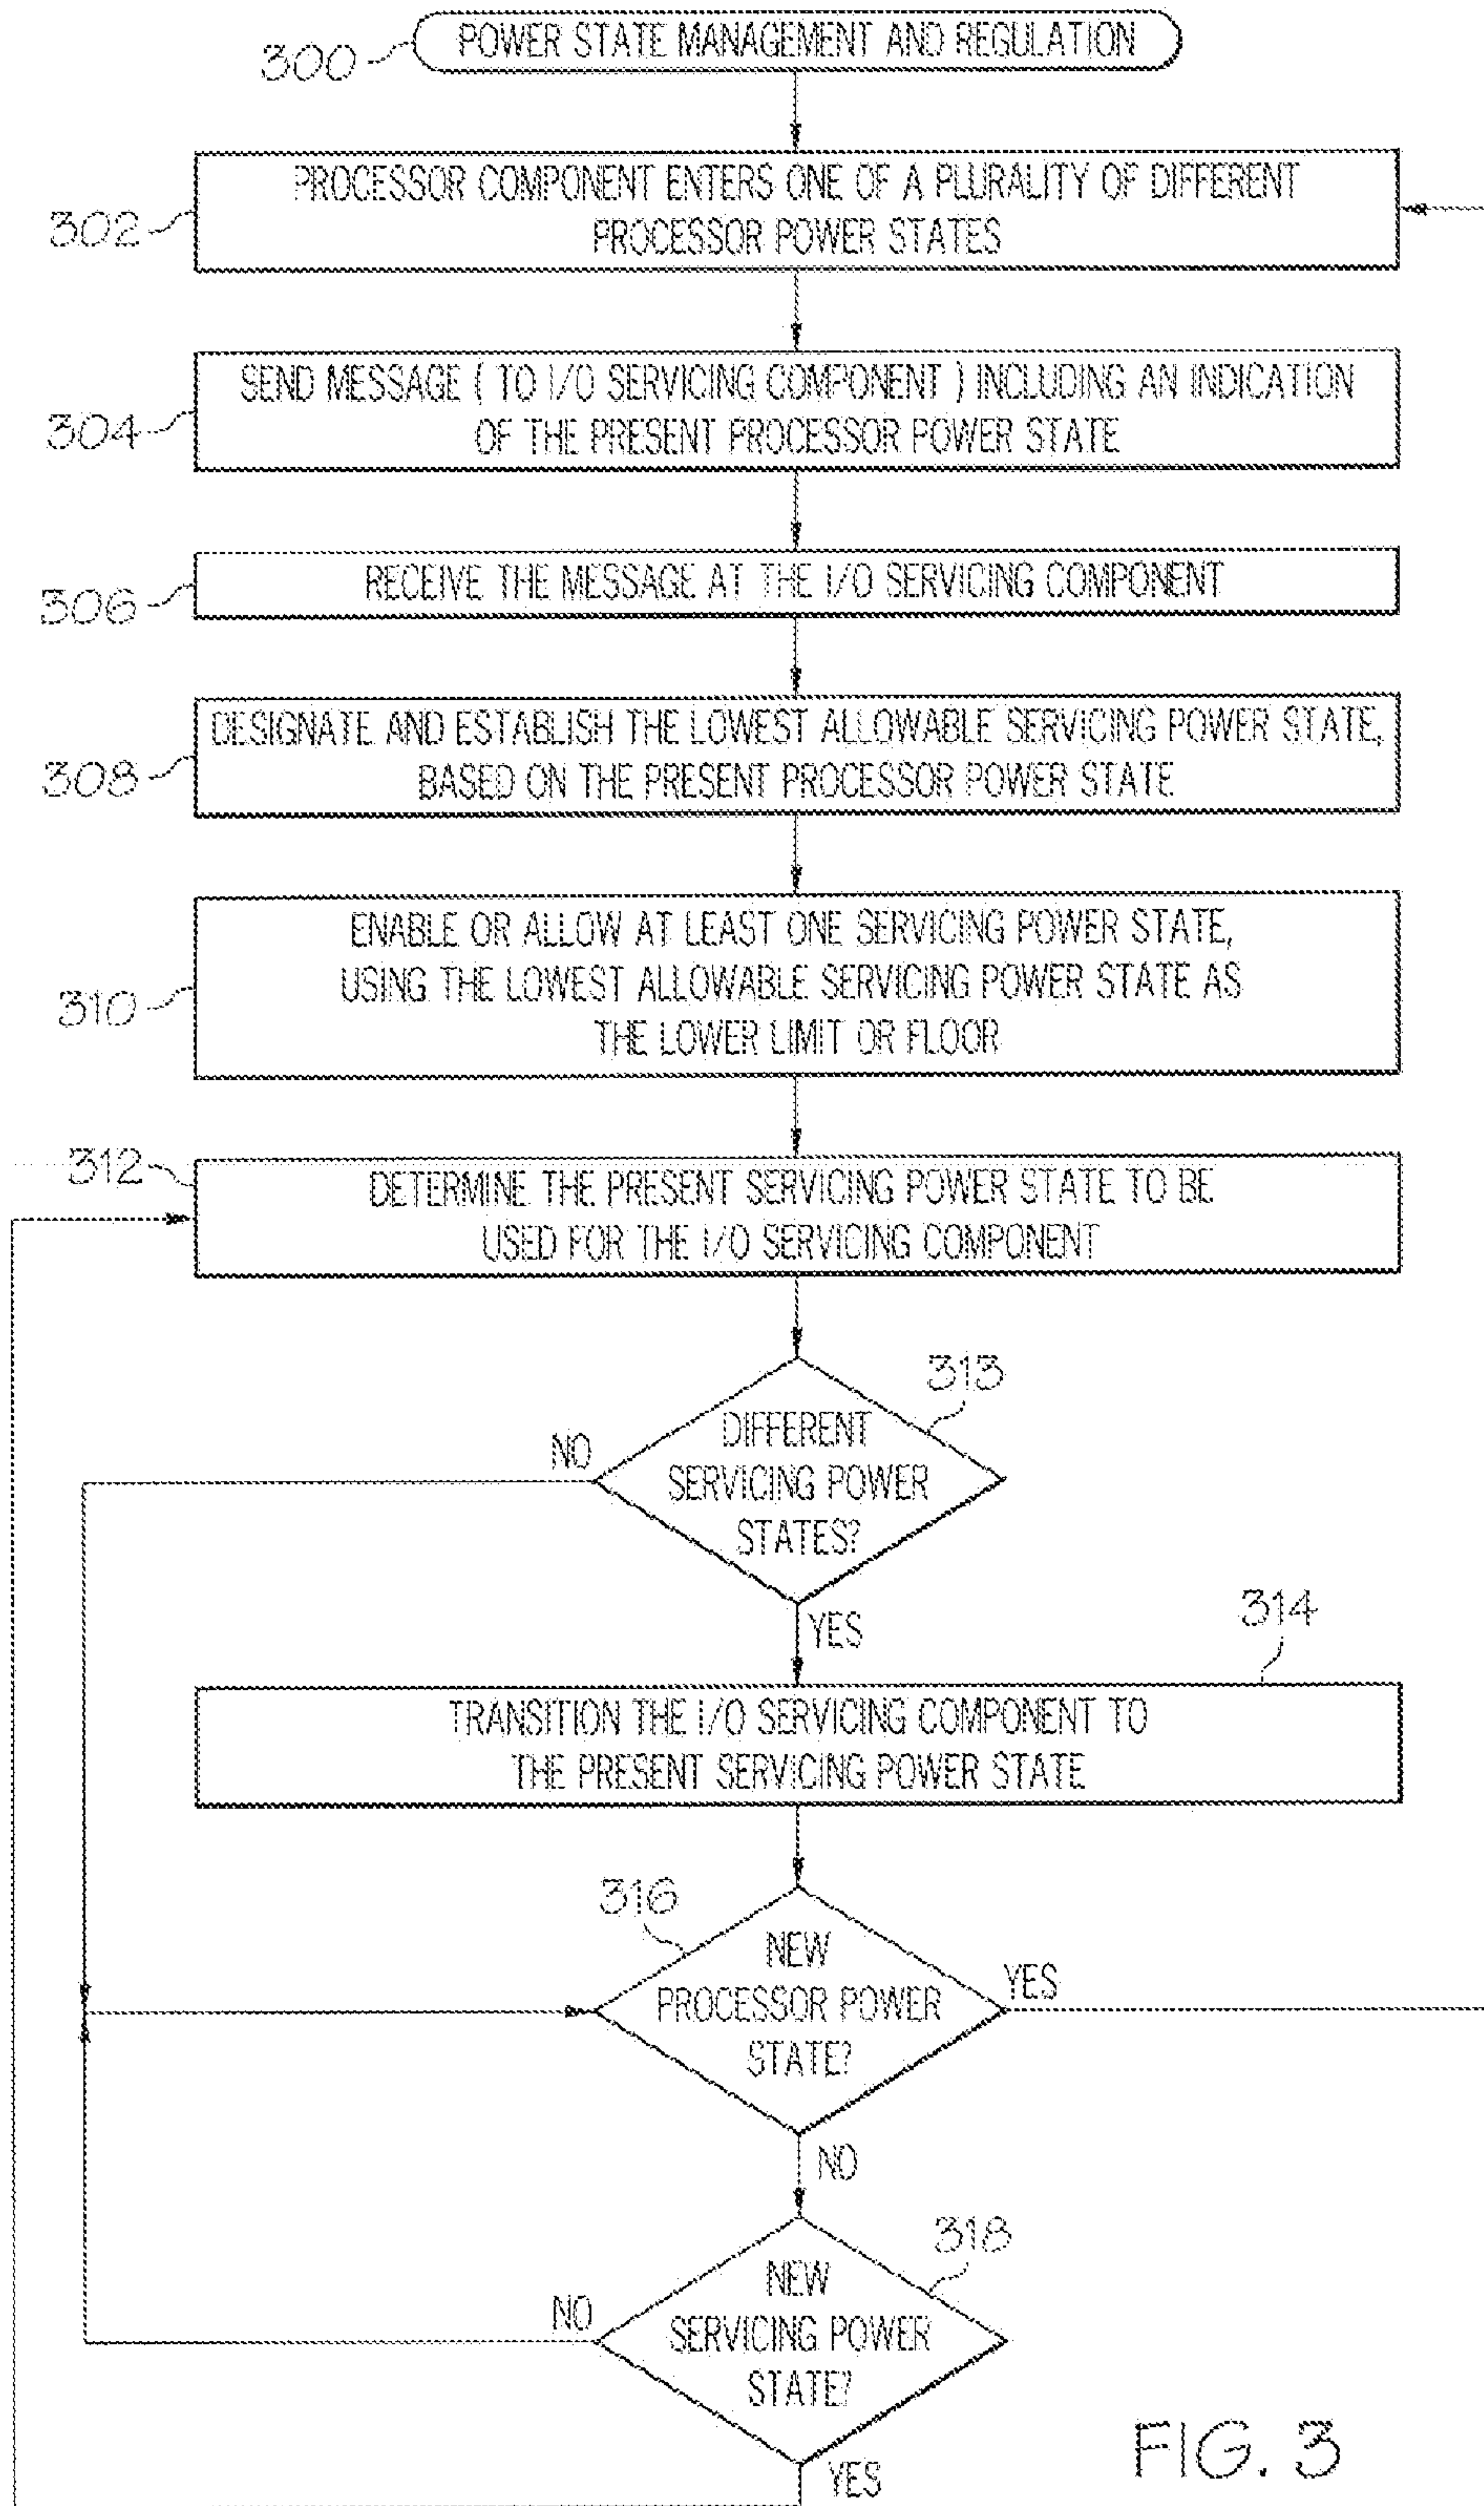 300
POWER STATE MANAGEMENT AND REGULATION
302
PROCESSOR COMPONENT ENTERS ONE OF A PLURALITY OF DIFFERENT
PROCESSOR POWER STATES
304
SEND MESSAGE ( TO I/O SERVICING COMPONENT ) INCLUDING AN INDICATION
OF THE PRESENT PROCESSOR POWER STATE
306
RECEIVE THE MESSAGE AT THE I/O SERVICING COMPONENT
308
DESIGNATE AND ESTABLISH THE LOWEST ALLOWABLE SERVICING POWER STATE,
BASED ON THE PRESENT PROCESSOR POWER STATE
310
ENABLE OR ALLOW AT LEAST ONE SERVICING POWER STATE,
USING THE LOWEST ALLOWABLE SERVICING POWER STATE AS
THE LOWER LIMIT OR FLOOR
312
DETERMINE THE PRESENT SERVICING POWER STATE TO BE
USED FOR THE I/O SERVICING COMPONENT
313
DIFFERENT
SERVICING POWER
STATES?
NO
YES
314
TRANSITION THE I/O SERVICING COMPONENT TO
THE PRESENT SERVICING POWER STATE
316
NEW
PROCESSOR POWER
STATE?
YES
NO
318
NEW
SERVICING POWER
STATE?
NO
YES
FIG. 3